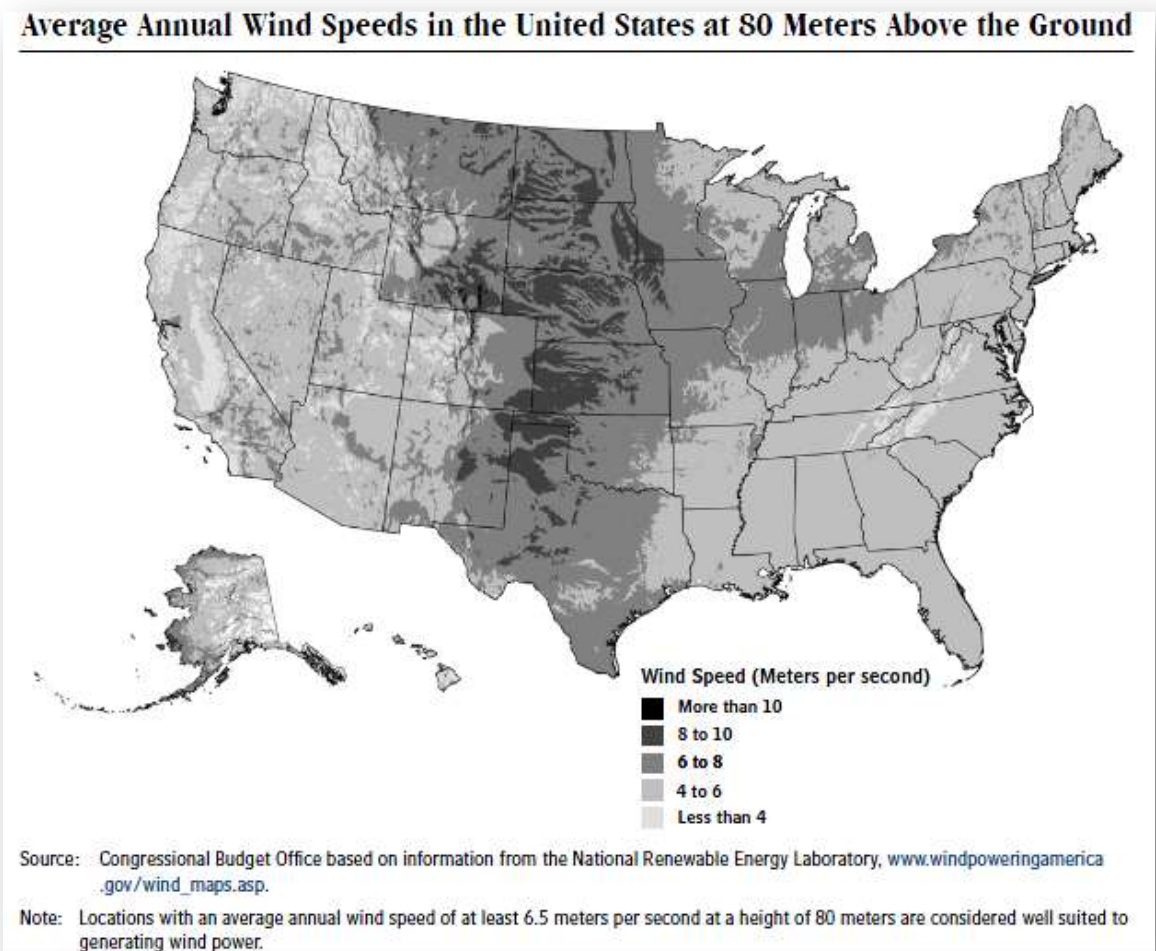 Average Annual Wind Speeds in the United States at 80 Meters Above the Ground
Wind Speed (Meters per second)
More than 10
8 to 10
6 to 8
4 to 6
Less than 4
Source: Congressional Budget Office based on information from the National Renewable Energy Laboratory, www.windpoweringamerica
.gov/wind_maps.asp.
Note: Locations with an average annual wind speed of at least 6.5 meters per second at a height of 80 meters are considered well suited to
generating wind power.